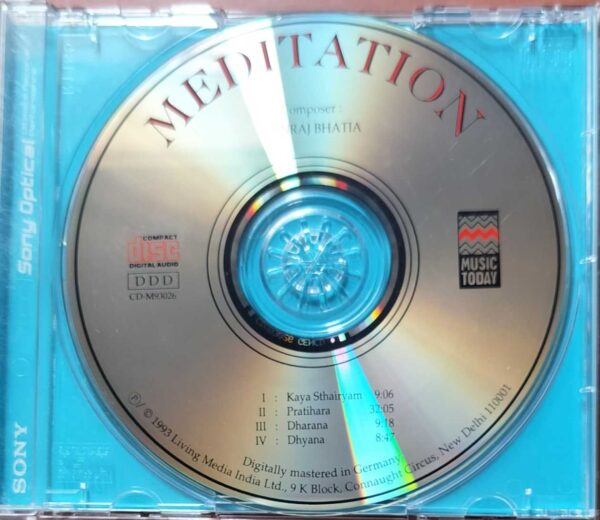 MEDITATION
Composer :
RAJ BHATIA
COMPACT
disc
DIGITAL AUDIO
DDD
CD-M93026
MUSIC
TODAY
I : Kaya Sthairyam 9:06
II : Pratihara 32:05
III : Dharana 9:18
IV : Dhyana 8:47
Digitally mastered in Germany
Ⓟ/© 1993 Living Media India Ltd., 9 K Block, Connaught Circus, New Delhi 110001
Sony Optical
SONY